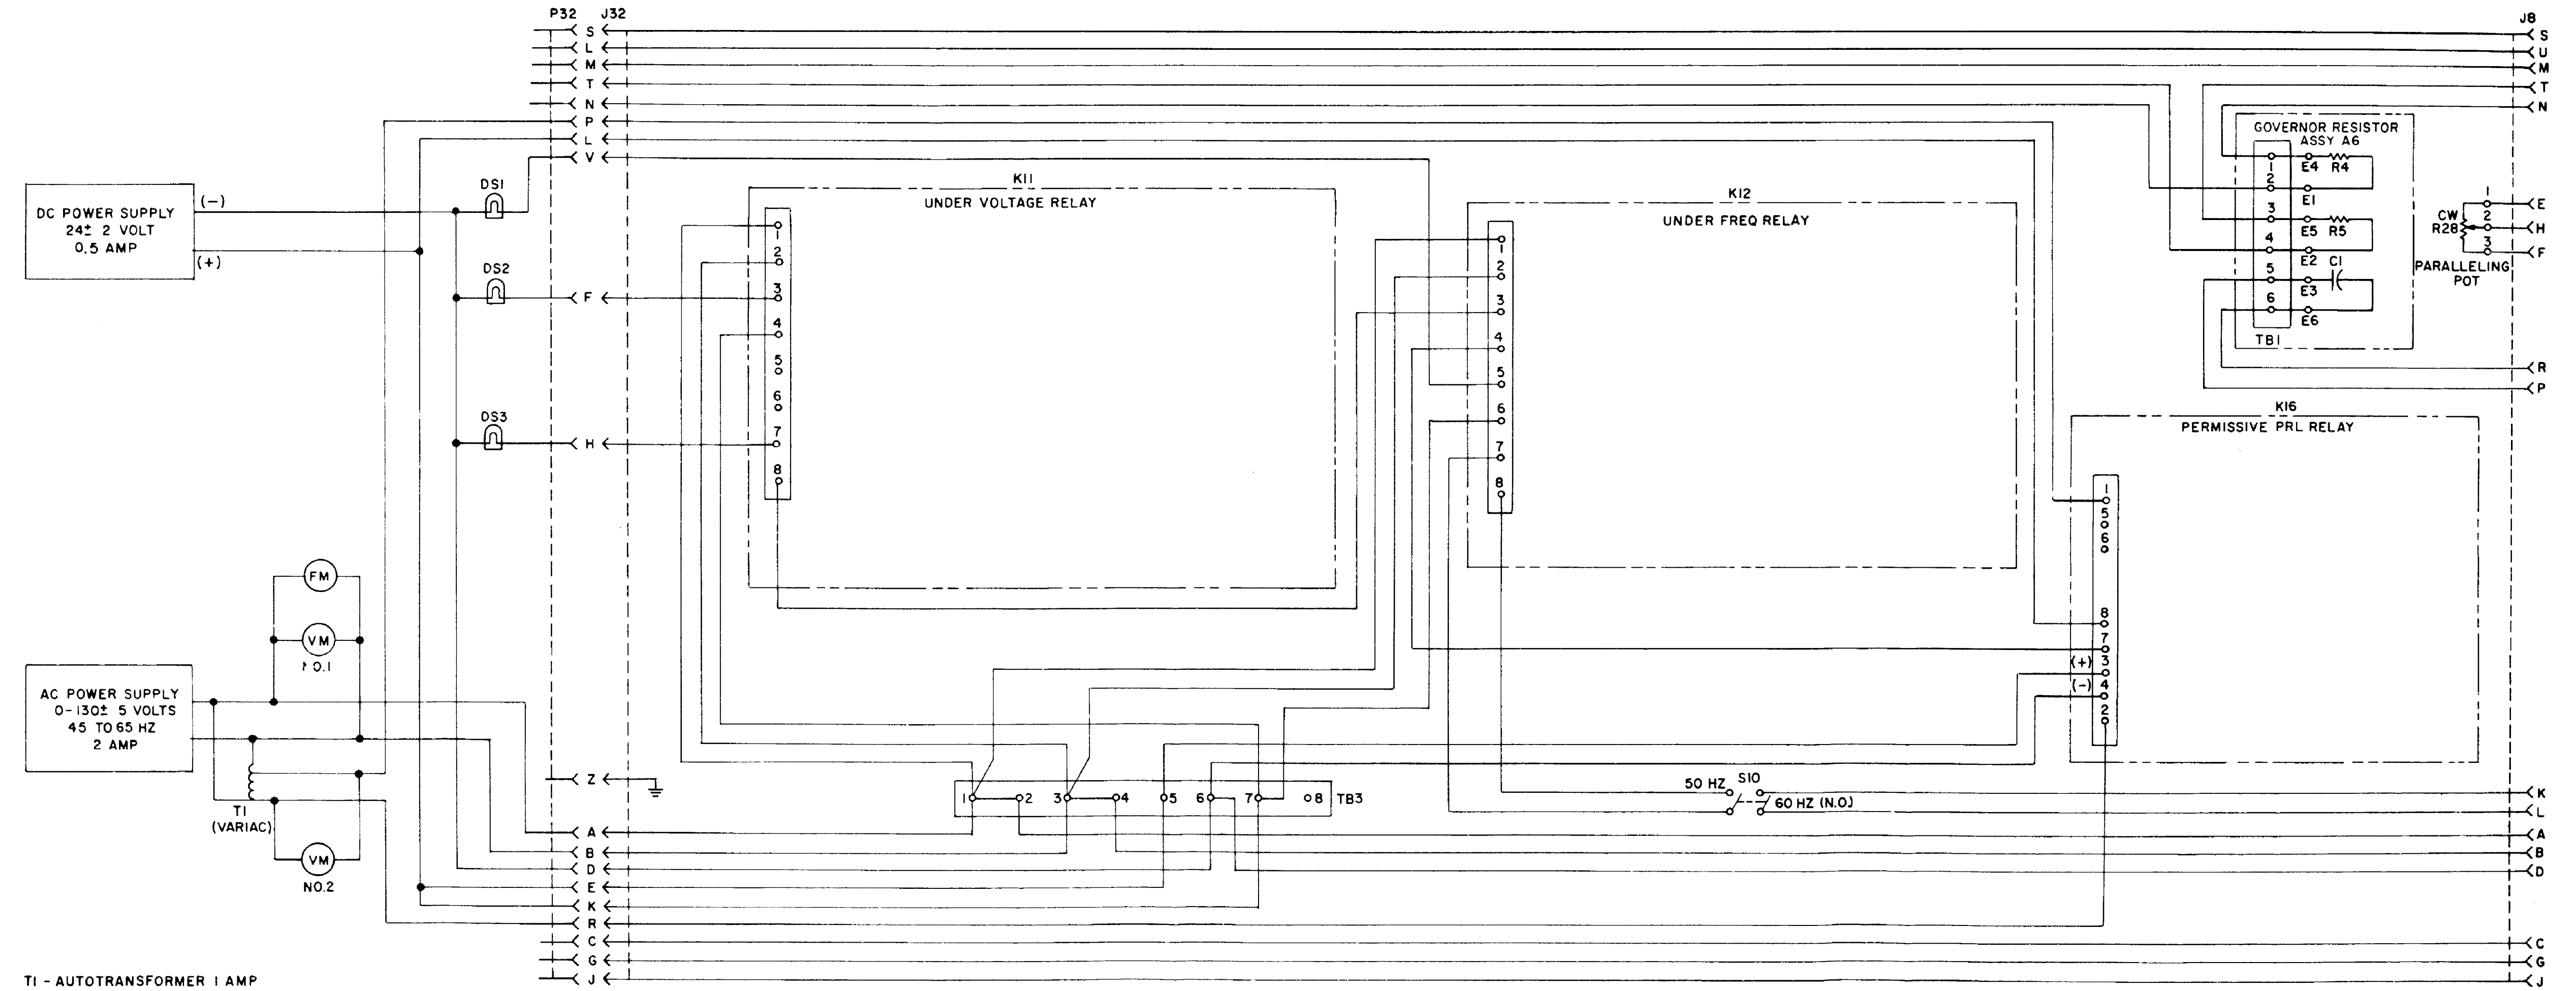 P32 J32
S
L
M
T
N
P
L
V
F
H
Z
A
B
D
E
K
R
C
G
J
DC POWER SUPPLY
24± 2 VOLT
0.5 AMP
(-)
(+)
DS1
DS2
DS3
FM
VM
NO.1
AC POWER SUPPLY
0-130± 5 VOLTS
45 TO 65 HZ
2 AMP
T1
(VARIAC)
VM
NO.2
T1 - AUTOTRANSFORMER 1 AMP
K11
UNDER VOLTAGE RELAY
1
2
3
4
5
6
7
8
K12
UNDER FREQ RELAY
1
2
3
4
5
6
7
8
1 2 3 4 5 6 7 8 TB3
50 HZ S10
60 HZ (N.O.)
GOVERNOR RESISTOR
ASSY A6
1 E4 R4
2 E1
3 E5 R5
4 E2 C1
5 E3
6 E6
TB1
CW
R28
1
2
3
PARALLELING
POT
K16
PERMISSIVE PRL RELAY
1
5
6
8
7
(+) 3
(-) 4
2
J8
S
U
M
T
N
E
H
F
R
P
K
L
A
B
D
C
G
J